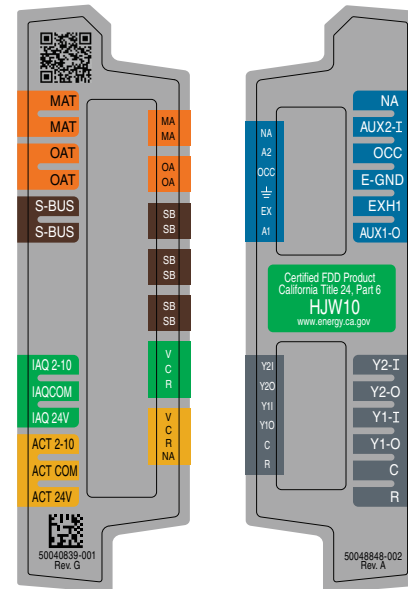 MAT
MAT
OAT
OAT
S-BUS
S-BUS
IAQ 2-10
IAQCOM
IAQ 24V
ACT 2-10
ACT COM
ACT 24V
50040839-001
Rev. G
MA
MA
OA
OA
SB
SB
SB
SB
SB
SB
V
C
R
V
C
R
NA
NA
A2
OCC
EX
A1
NA
AUX2-I
OCC
E-GND
EXH1
AUX1-O
Certified FDD Product
California Title 24, Part 6
HJW10
www.energy.ca.gov
Y2I
Y2O
Y1I
Y1O
C
R
Y2-I
Y2-O
Y1-I
Y1-O
C
R
50048848-002
Rev. A